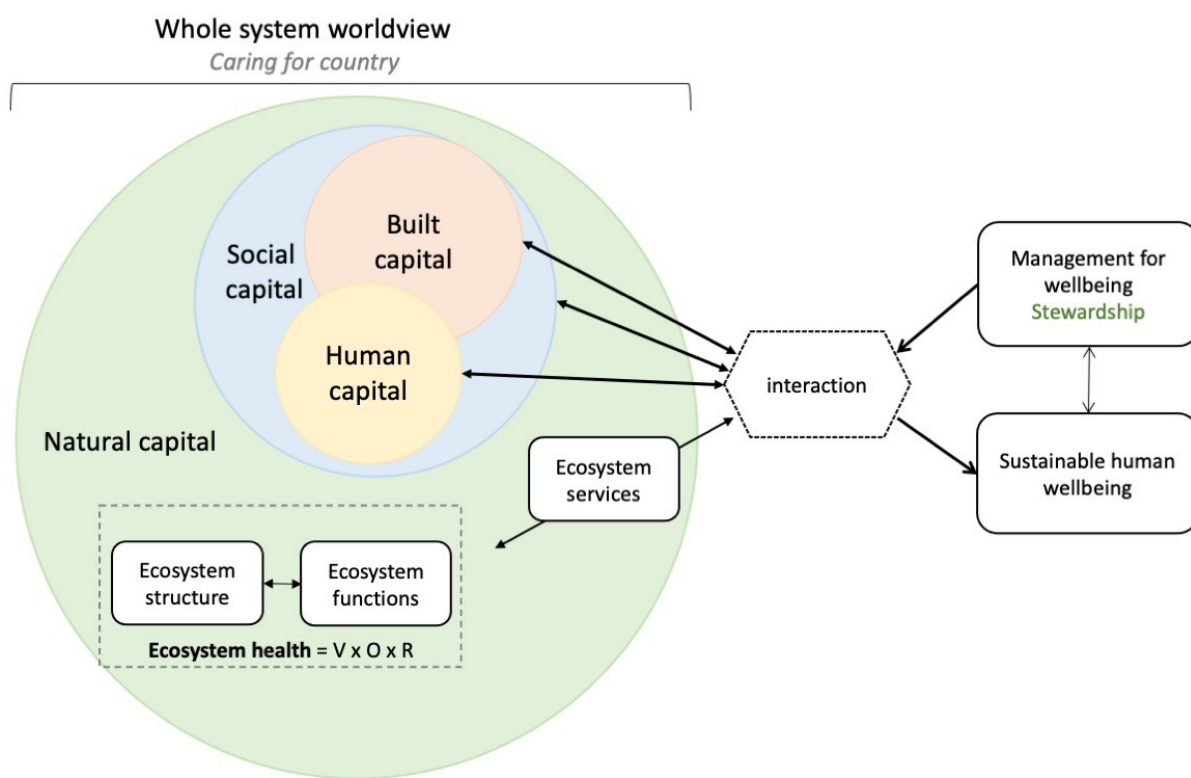 Whole system worldview
Caring for country
Built
capital
Social
capital
Human
capital
Natural capital
Ecosystem
services
Ecosystem
structure
Ecosystem
functions
Ecosystem health = V x O x R
interaction
Management for
wellbeing
Stewardship
Sustainable human
wellbeing